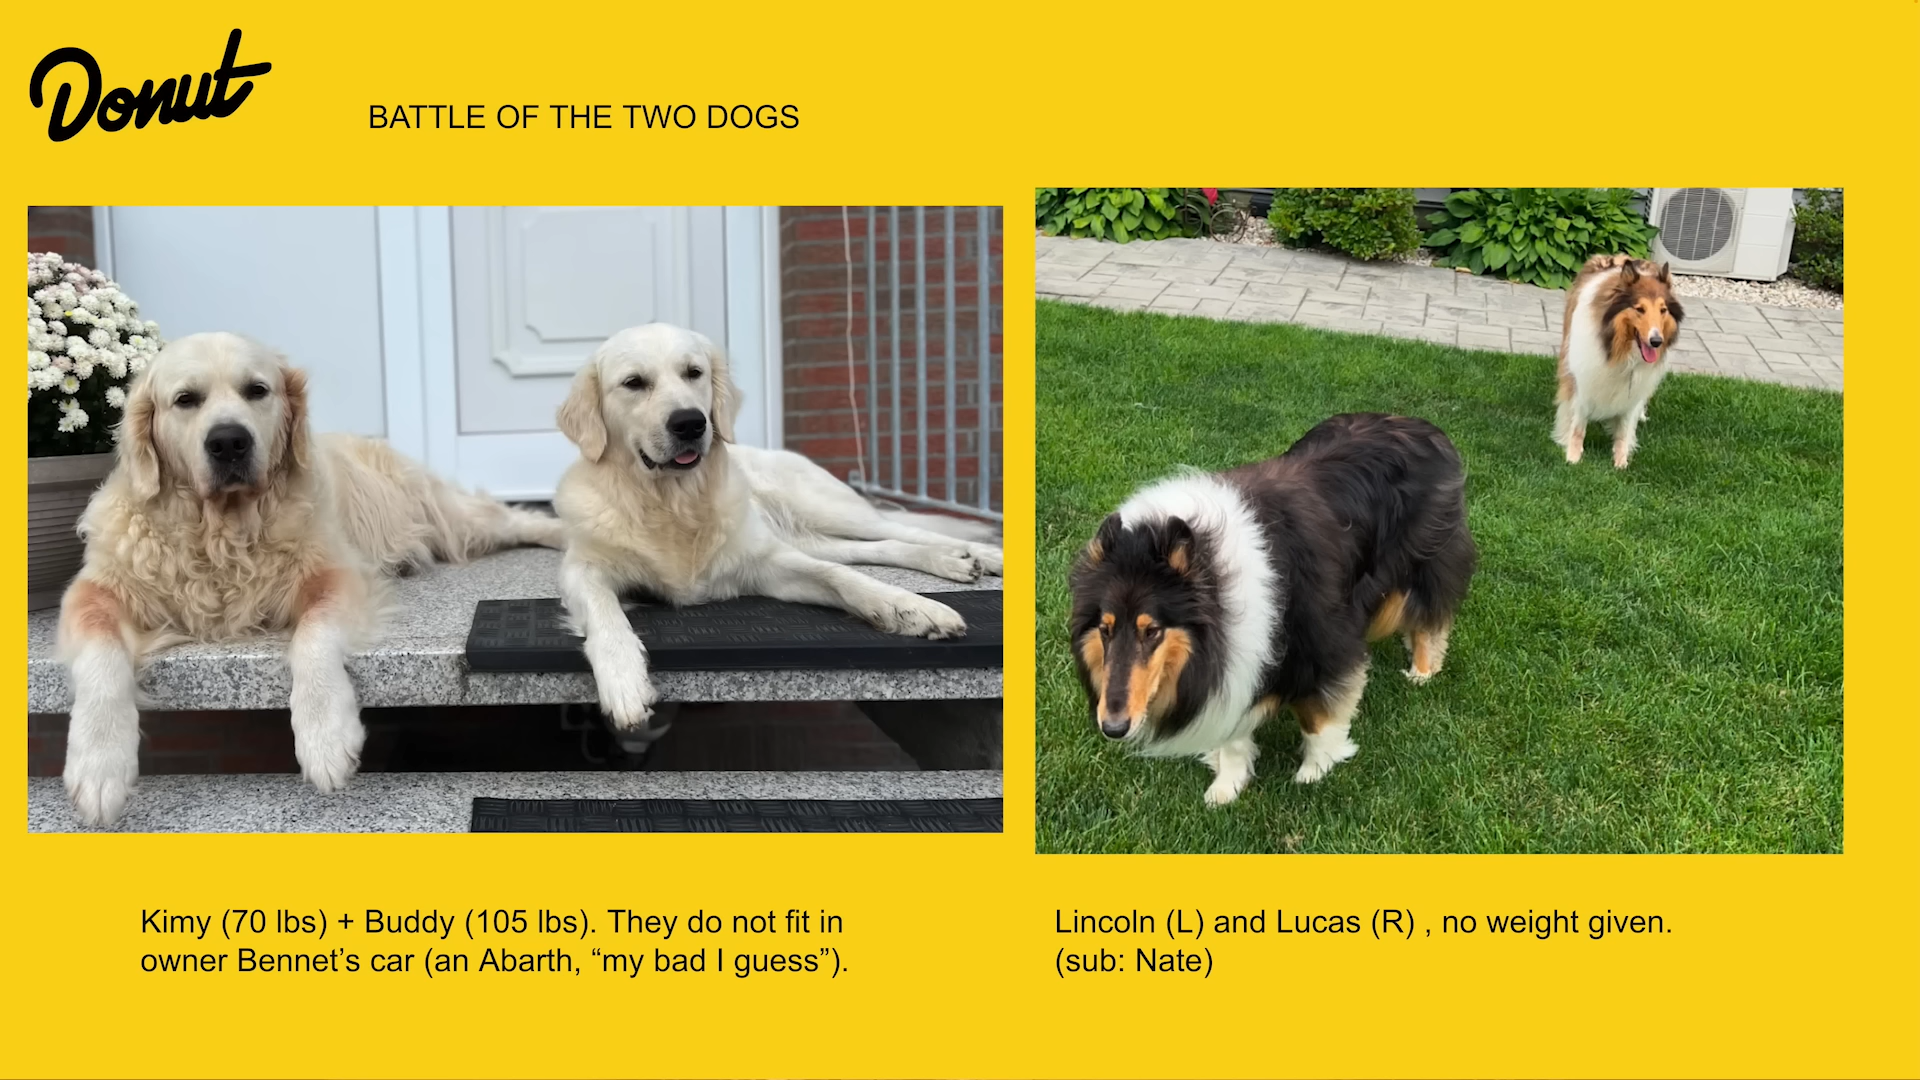 Donut
BATTLE OF THE TWO DOGS
Kimy (70 lbs) + Buddy (105 lbs). They do not fit in
owner Bennet’s car (an Abarth, “my bad I guess”).
Lincoln (L) and Lucas (R) , no weight given.
(sub: Nate)